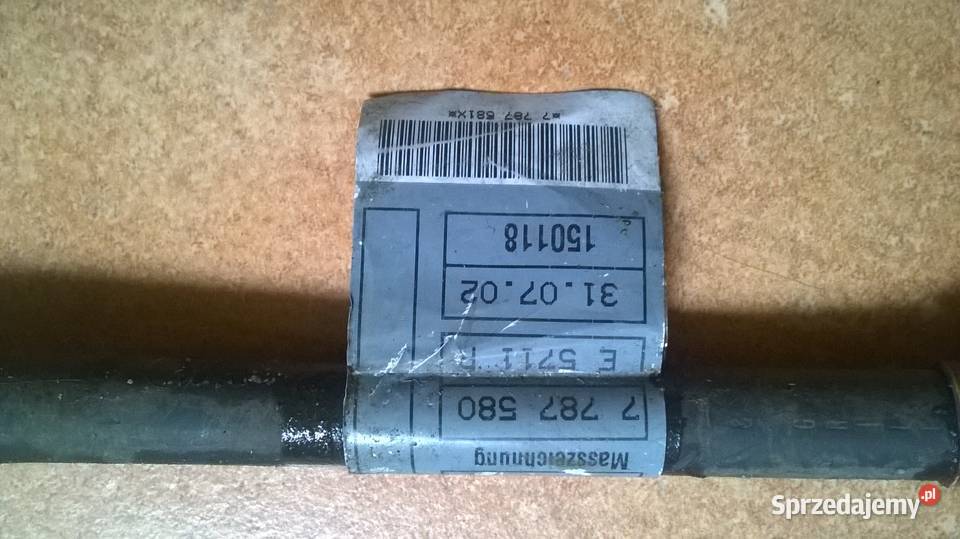 Masszeichnung
7 787 580
E 5711 R
31.07.02
150118
*7 787 581X*
Sprzedajemy.pl